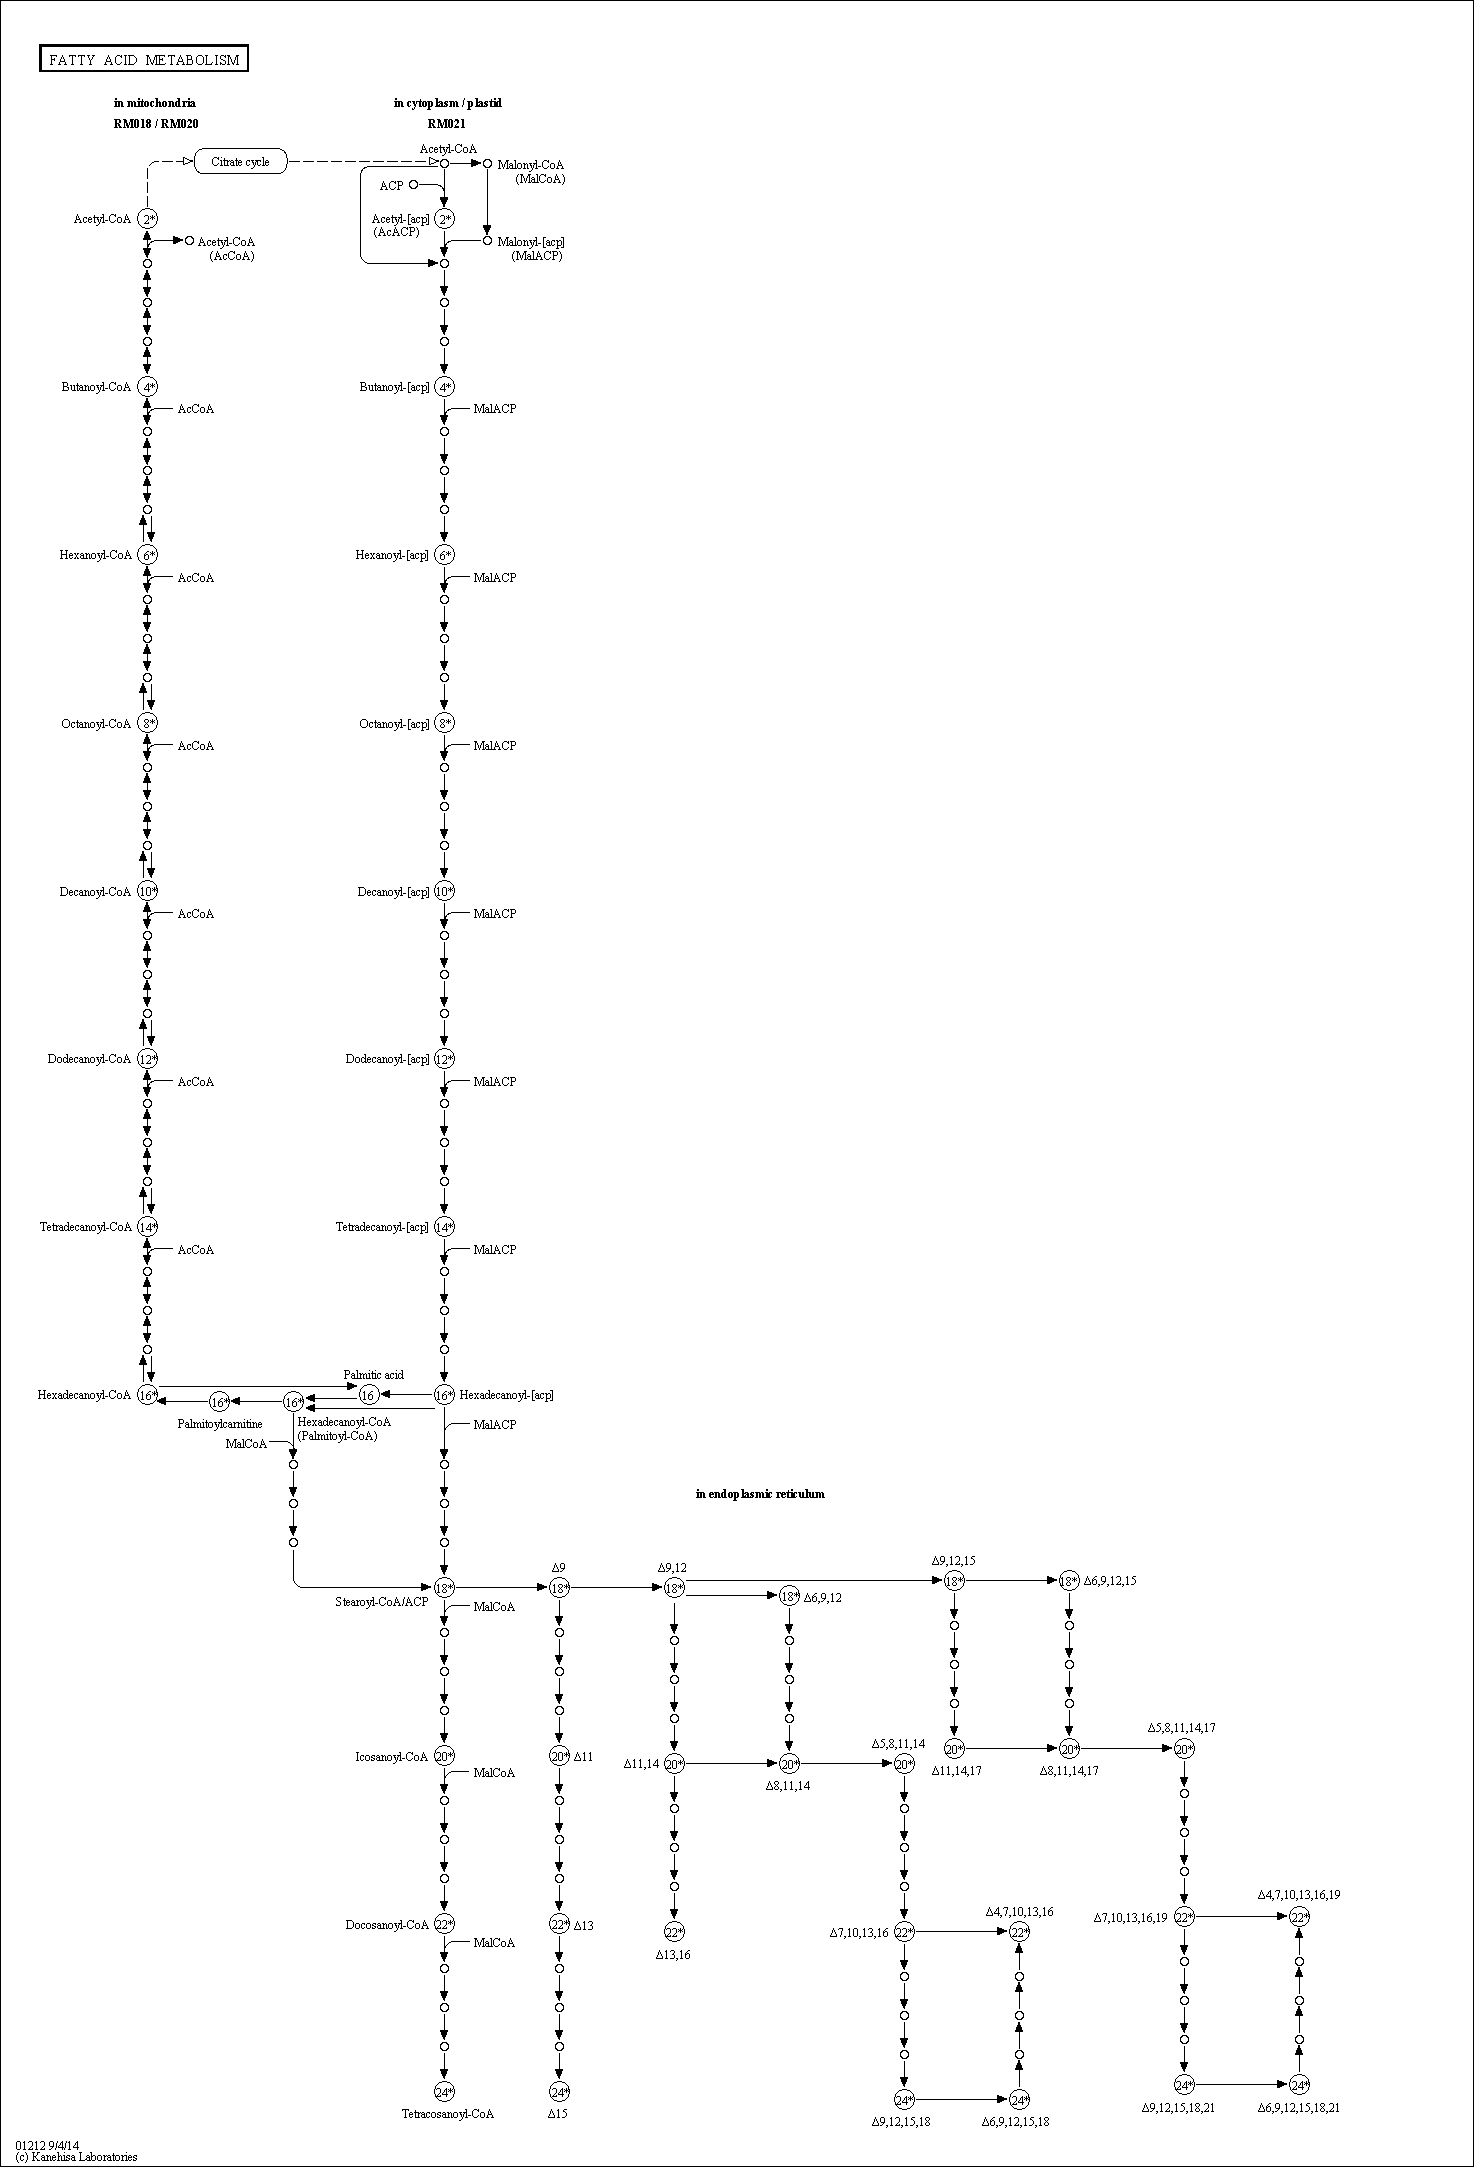 FATTY ACID METABOLISM
in mitochondria
RM018 / RM020
in cytoplasm / plastid
RM021
Acetyl-CoA
Citrate cycle
Malonyl-CoA
(MalCoA)
ACP
Acetyl-CoA
2*
Acetyl-[acp]
(AcACP)
2*
Acetyl-CoA
(AcCoA)
Malonyl-[acp]
(MalACP)
Butanoyl-CoA
4*
Butanoyl-[acp]
4*
AcCoA
MalACP
Hexanoyl-CoA
6*
Hexanoyl-[acp]
6*
AcCoA
MalACP
Octanoyl-CoA
8*
Octanoyl-[acp]
8*
AcCoA
MalACP
Decanoyl-CoA
10*
Decanoyl-[acp]
10*
AcCoA
MalACP
Dodecanoyl-CoA
12*
Dodecanoyl-[acp]
12*
AcCoA
MalACP
Tetradecanoyl-CoA
14*
Tetradecanoyl-[acp]
14*
AcCoA
MalACP
Palmitic acid
Hexadecanoyl-CoA
16*
16*
16*
16
16*
Hexadecanoyl-[acp]
Palmitoylcarnitine
Hexadecanoyl-CoA
(Palmitoyl-CoA)
MalACP
MalCoA
in endoplasmic reticulum
Δ9
Δ9,12
Δ9,12,15
18*
18*
18*
18*
Δ6,9,12
18*
18*
Δ6,9,12,15
Stearoyl-CoA/ACP
MalCoA
Δ5,8,11,14
Δ5,8,11,14,17
Icosanoyl-CoA
20*
20*
Δ11
Δ11,14
20*
20*
20*
20*
20*
20*
Δ8,11,14
Δ11,14,17
Δ8,11,14,17
MalCoA
Δ4,7,10,13,16
Δ4,7,10,13,16,19
Docosanoyl-CoA
22*
22*
Δ13
22*
Δ7,10,13,16
22*
22*
Δ7,10,13,16,19
22*
22*
Δ13,16
MalCoA
24*
24*
24*
24*
24*
24*
Tetracosanoyl-CoA
Δ15
Δ9,12,15,18
Δ6,9,12,15,18
Δ9,12,15,18,21
Δ6,9,12,15,18,21
01212 9/4/14
(c) Kanehisa Laboratories